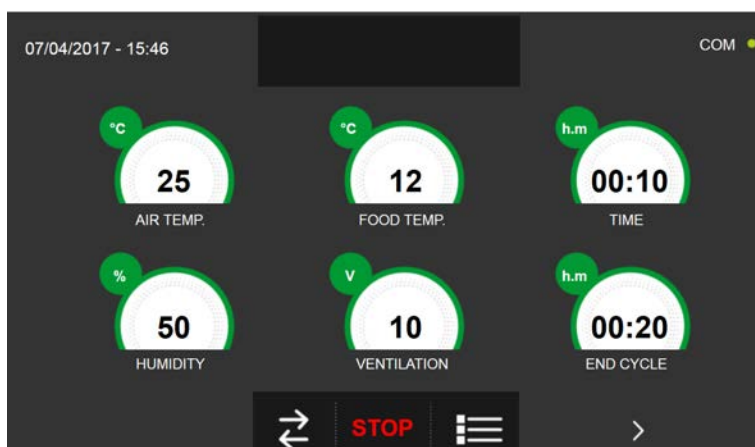 07/04/2017 - 15:46
COM
°C
°C
h.m
25
12
00:10
AIR TEMP.
FOOD TEMP.
TIME
%
V
h.m
50
10
00:20
HUMIDITY
VENTILATION
END CYCLE
STOP